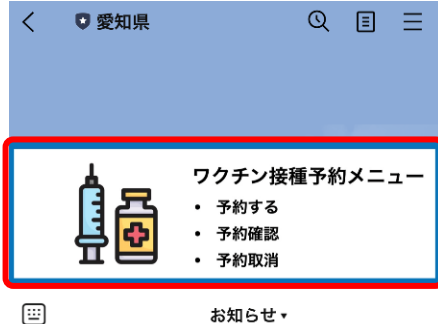 愛知県
ワクチン接種予約メニュー
• 予約する
• 予約確認
• 予約取消
お知らせ▾